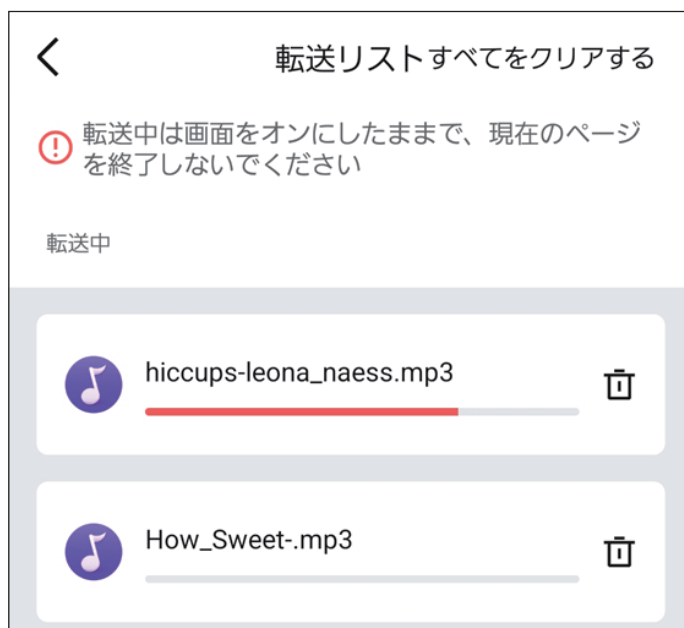 転送リスト すべてをクリアする
転送中は画面をオンにしたままで、現在のページ
を終了しないでください
転送中
hiccups-leona_naess.mp3
How_Sweet-.mp3